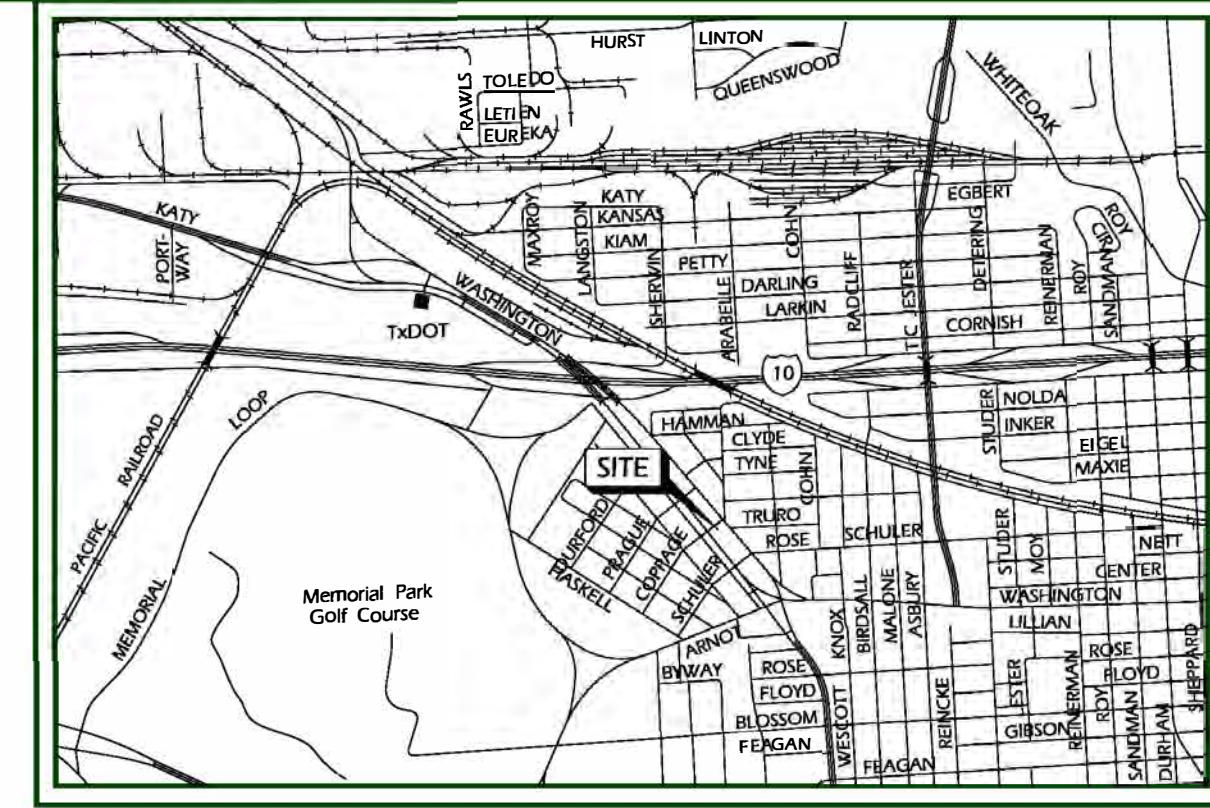 HURST
LINTON
QUEENSWOOD
WHITEOAK
RAWLS
TOLEDO
LETIEN
EUREKA
EGBERT
KATY
PORT-
WAY
MAXROY
LANGSTON
KATY
KANSAS
KIAM
SHERWIN
PETTY
ARABELLE
COHN
DARLING
LARKIN
RADCLIFF
TC JESTER
DETERING
REINERMAN
ROY
CIRA
ROY
SANDMAN
CORNISH
WASHINGTON
TxDOT
10
LOOP
MEMORIAL
PACIFIC
RAILROAD
HAMMAN
CLYDE
TYNE
COHN
STUDER
NOLDA
INKER
EIGEL
MAXIE
SITE
TRURO
ROSE
SCHULER
DURFORD
PRAGUE
COPPAGE
SCHULER
HASKELL
STUDER
MOY
NETT
CENTER
WASHINGTON
LILLIAN
Memorial Park
Golf Course
ARNOT
BYWAY
ROSE
FLOYD
BLOSSOM
FEAGAN
KNOX
BIRDSALL
MALONE
ASBURY
WESCOTT
REINCKE
LESTER
REINERMAN
ROY
ROSE
FLOYD
GIBSON
SANDMAN
DURHAM
SHEPPARD
FEAGAN